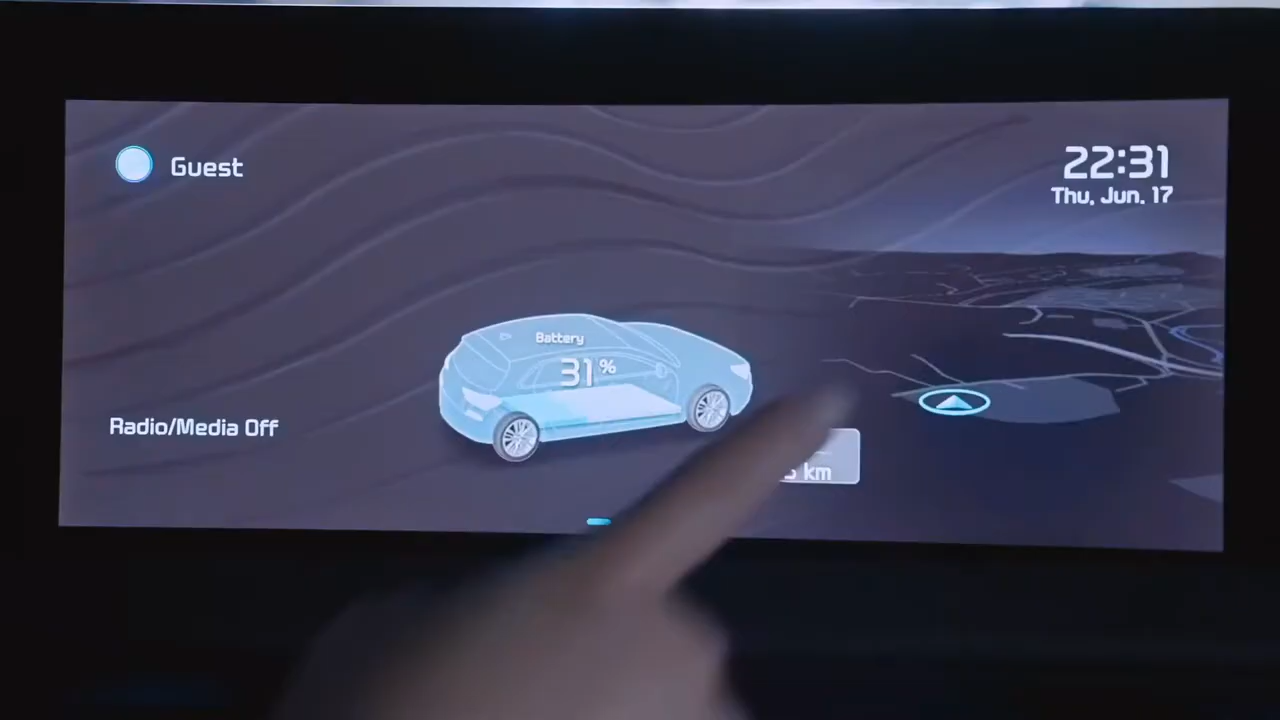 Guest
22:31
Thu, Jun. 17
Battery
31%
Radio/Media Off
km